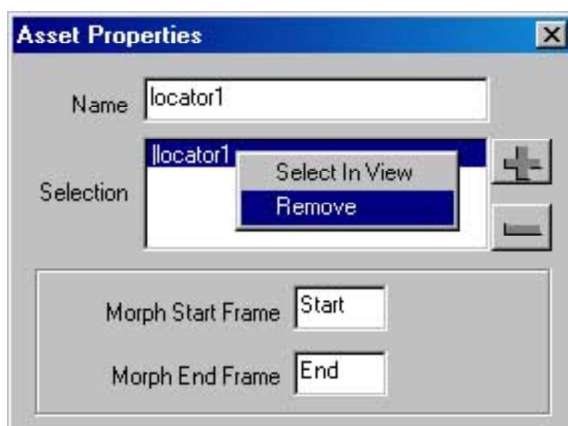 Asset Properties
Name locator1
Selection |locator1
Select In View
Remove
Morph Start Frame Start
Morph End Frame End